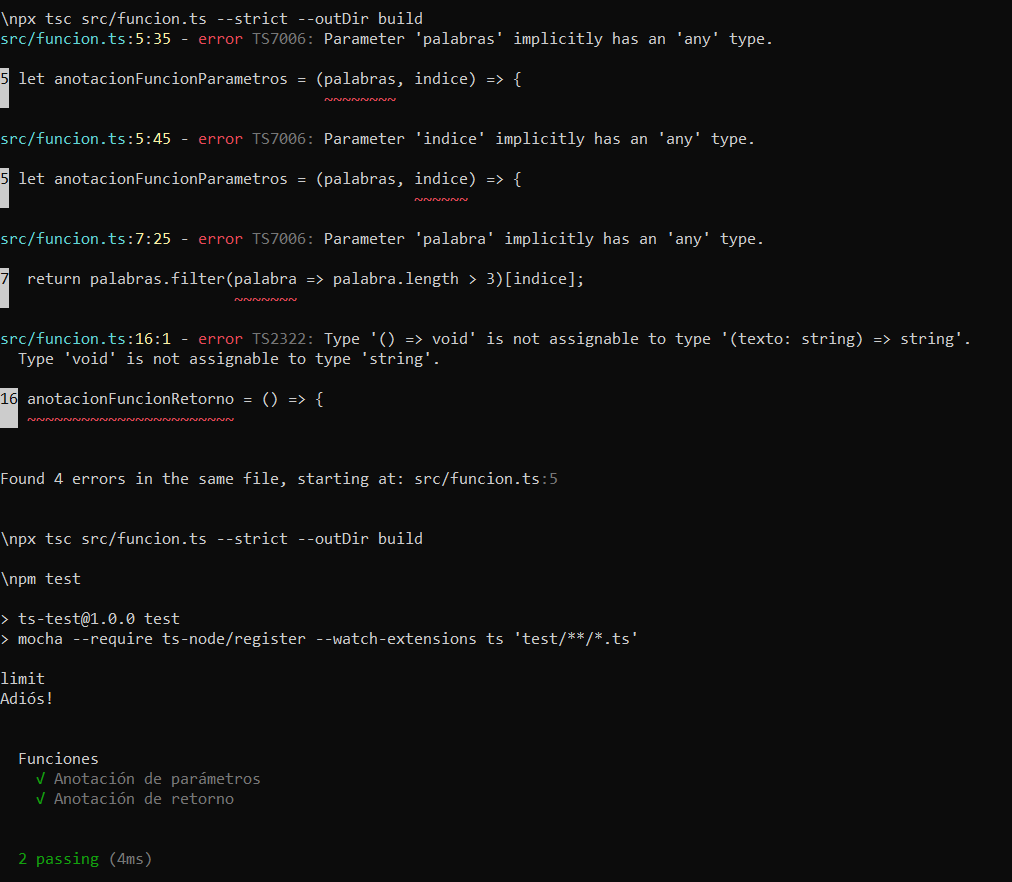 \npx tsc src/funcion.ts --strict --outDir build
src/funcion.ts:5:35 - error TS7006: Parameter 'palabras' implicitly has an 'any' type.
5 let anotacionFuncionParametros = (palabras, indice) => {
~~~~~~~~
src/funcion.ts:5:45 - error TS7006: Parameter 'indice' implicitly has an 'any' type.
5 let anotacionFuncionParametros = (palabras, indice) => {
~~~~~~
src/funcion.ts:7:25 - error TS7006: Parameter 'palabra' implicitly has an 'any' type.
7  return palabras.filter(palabra => palabra.length > 3)[indice];
~~~~~~~
src/funcion.ts:16:1 - error TS2322: Type '() => void' is not assignable to type '(texto: string) => string'.
  Type 'void' is not assignable to type 'string'.
16 anotacionFuncionRetorno = () => {
~~~~~~~~~~~~~~~~~~~~~~~
Found 4 errors in the same file, starting at: src/funcion.ts:5
\npx tsc src/funcion.ts --strict --outDir build
\npm test
> ts-test@1.0.0 test
> mocha --require ts-node/register --watch-extensions ts 'test/**/*.ts'
limit
Adiós!
  Funciones
    √ Anotación de parámetros
    √ Anotación de retorno
  2 passing (4ms)